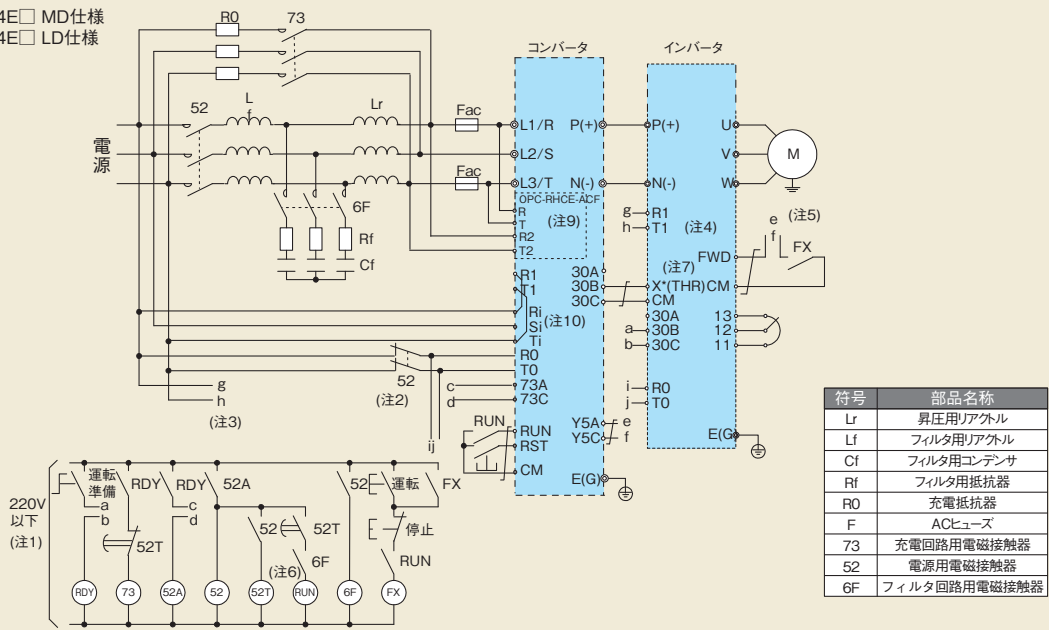 4E□ MD仕様
4E□ LD仕様
R0
73
コンバータ
インバータ
52
Lf
Lr
Fac
電源
L1/R
P(+)
P(+)
U
L2/S
V
M
Fac
L3/T
N(-)
N(-)
W
OPC-RHCE-ACF
R
(注9)
T
R2
T2
6F
Rf
Cf
g
R1
h
T1
(注4)
e
(注5)
f
FX
FWD
(注7)
R1
T1
30A
30B
30C
X*(THR)
CM
CM
Ri
Si
(注10)
Ti
30A
a
30B
b
30C
13
12
11
R0
T0
52
(注2)
g
h
(注3)
c
73A
d
73C
i
R0
j
T0
ij
RUN
RUN
RST
CM
Y5A
e
Y5C
f
E(G)
E(G)
220V
以下
(注1)
運転
準備
a
b
RDY
52T
RDY
c
d
52A
52
52T
(注6)
6F
52
運転
FX
停止
RUN
RDY
73
52A
52
52T
RUN
6F
FX
符号 部品名称
Lr 昇圧用リアクトル
Lf フィルタ用リアクトル
Cf フィルタ用コンデンサ
Rf フィルタ用抵抗器
R0 充電抵抗器
F ACヒューズ
73 充電回路用電磁接触器
52 電源用電磁接触器
6F フィルタ回路用電磁接触器